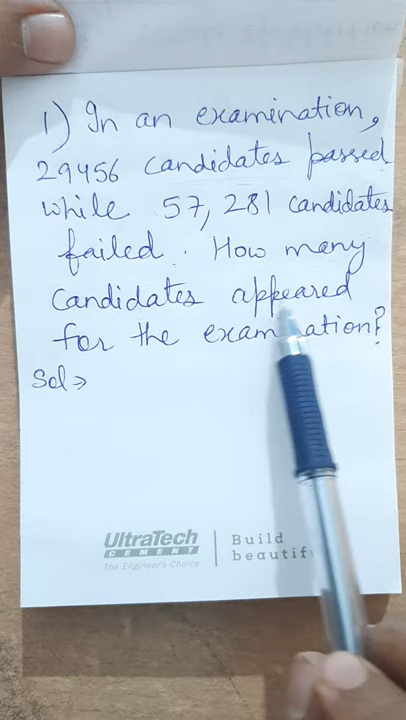 1) In an examination,
29456 candidates passed
while 57,281 candidates
failed. How many
candidates appeared
for the examination?
Sol→
UltraTech
CEMENT
The Engineer's Choice
Build
beautif